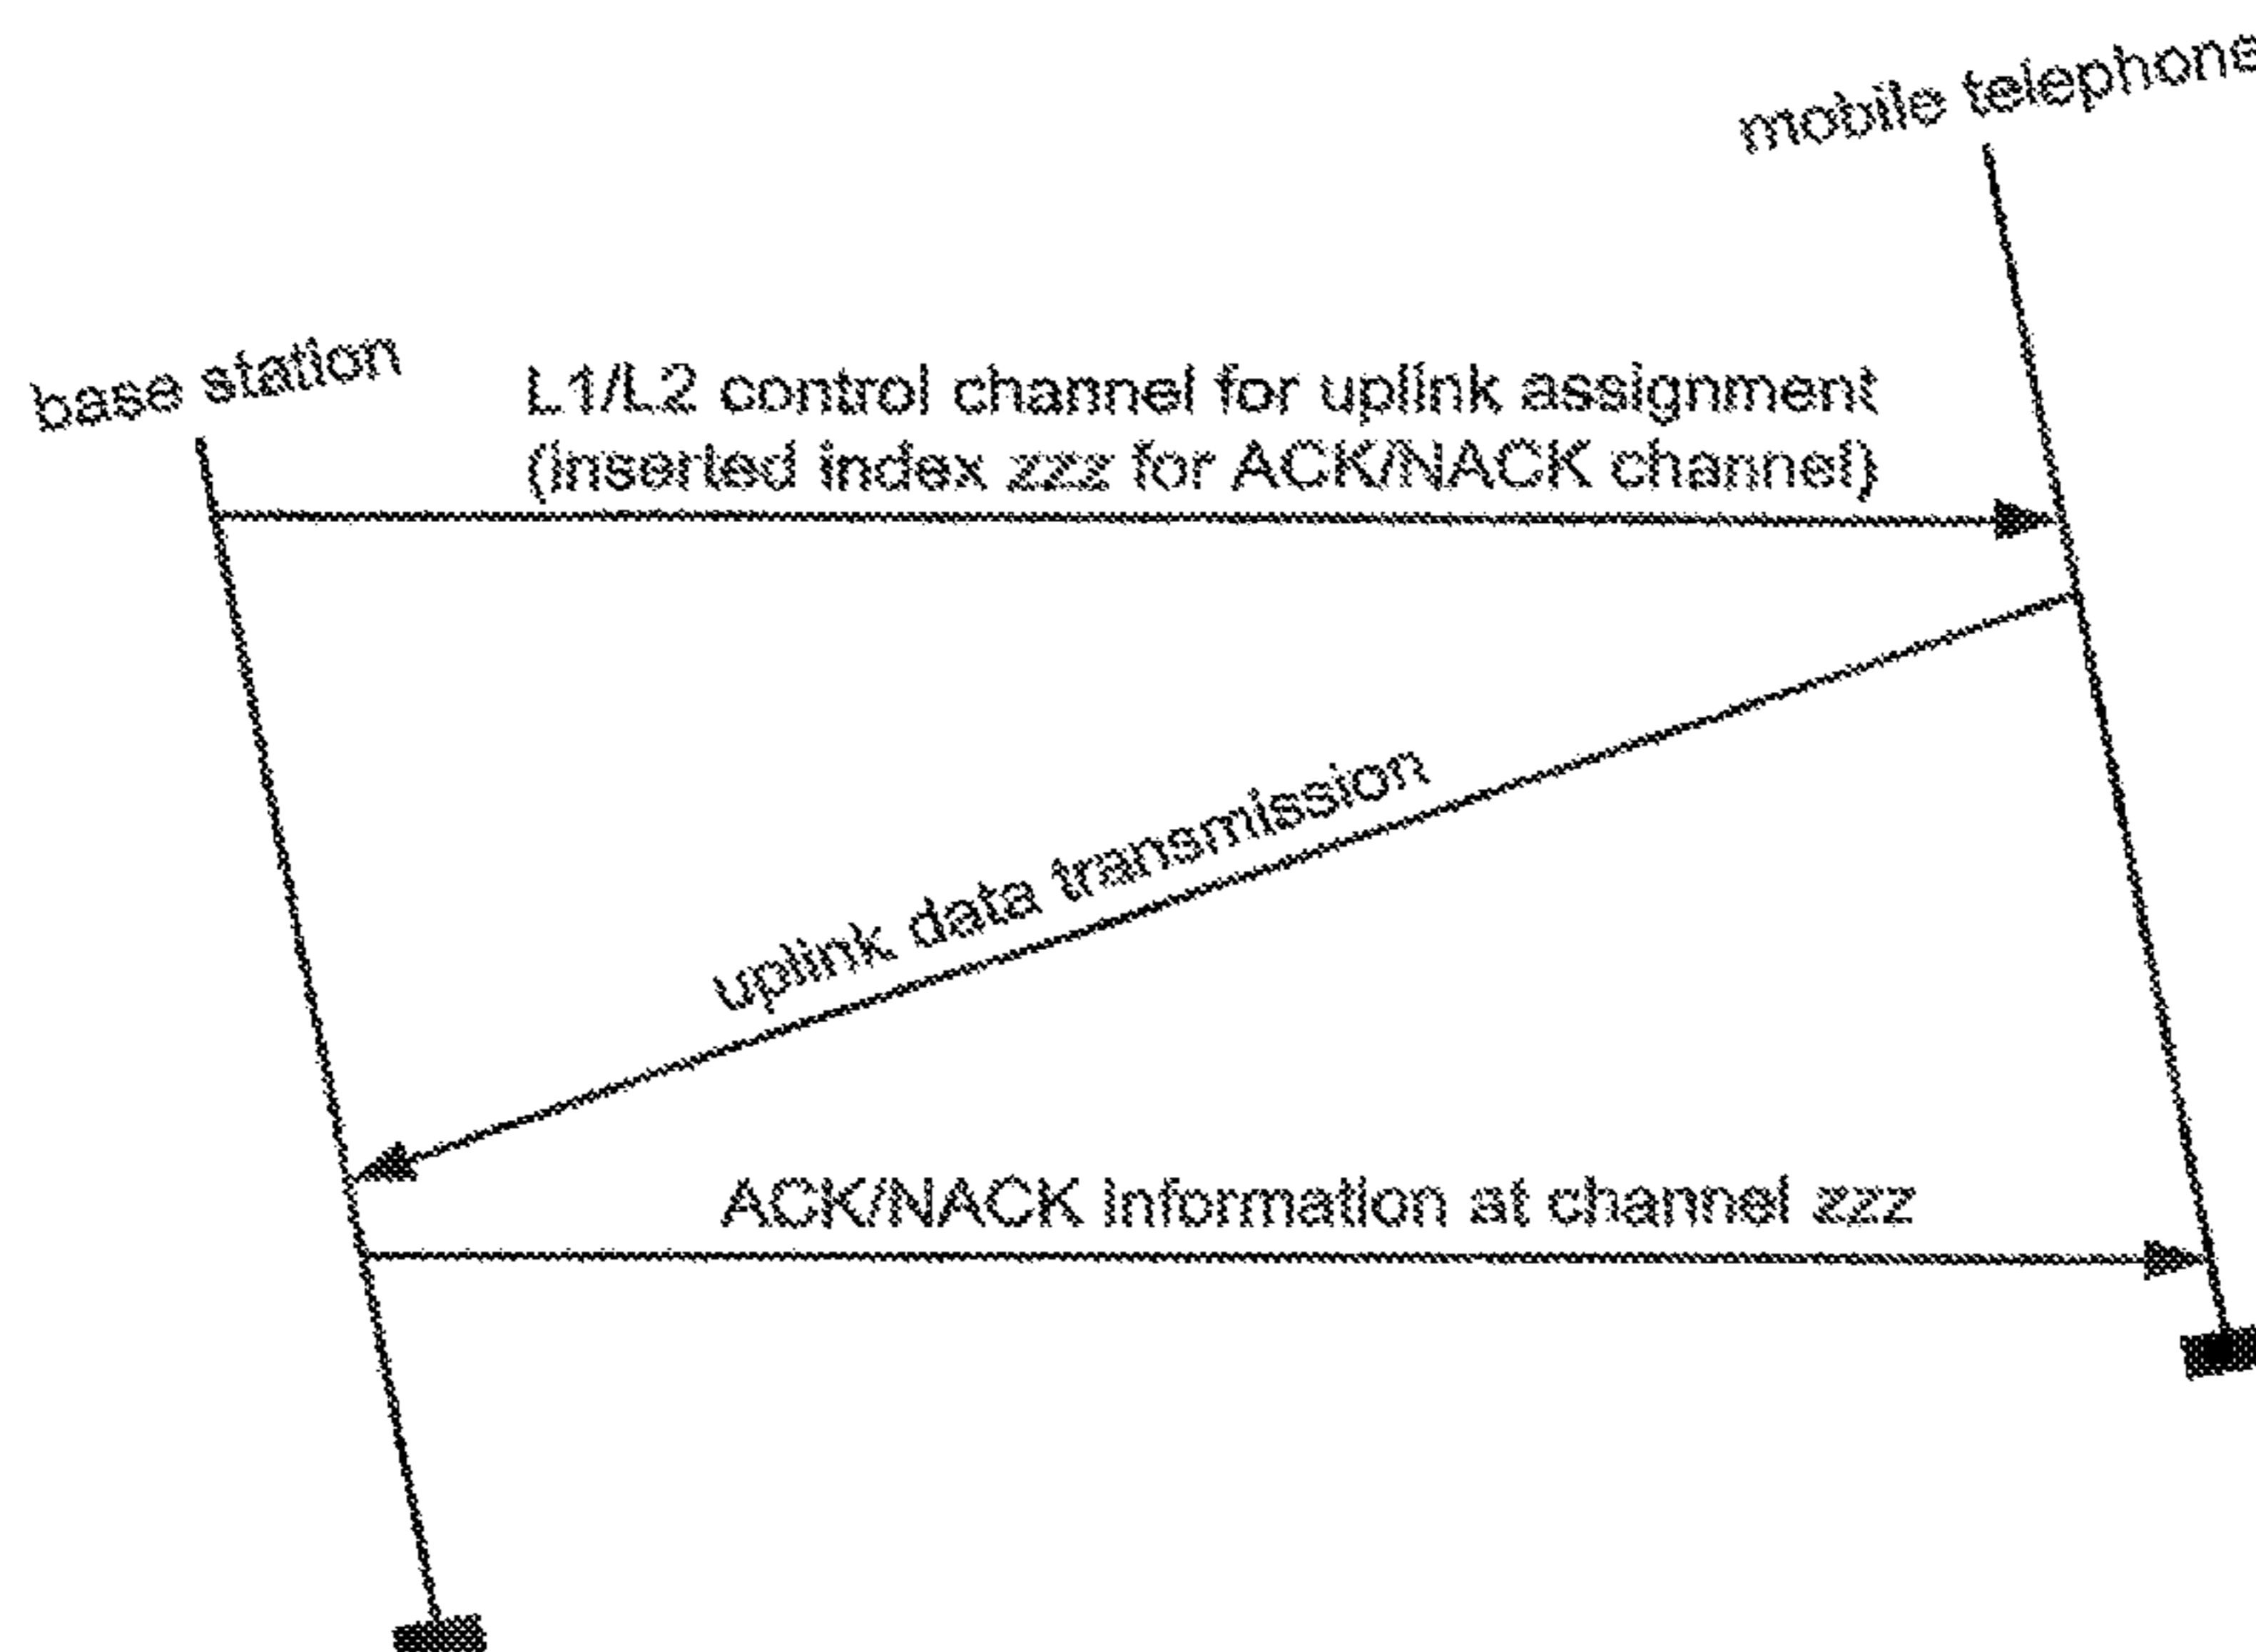 mobile telephone
base station
L1/L2 control channel for uplink assignment
(inserted index zzz for ACK/NACK channel)
uplink data transmission
ACK/NACK information at channel zzz